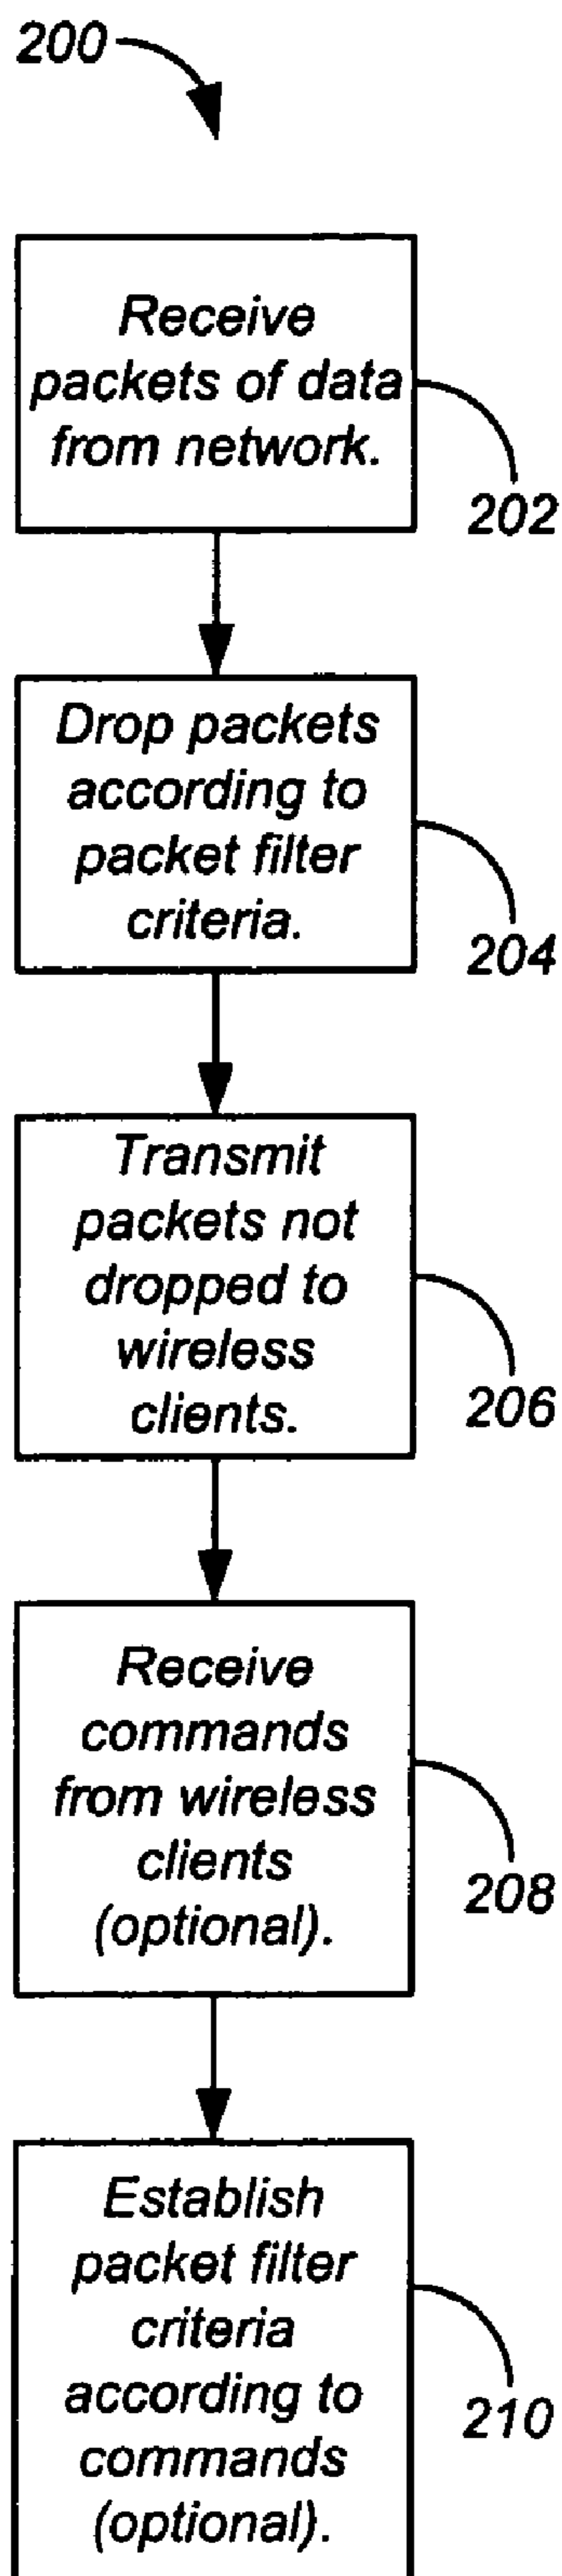 200
Receive
packets of data
from network.
202
Drop packets
according to
packet filter
criteria.
204
Transmit
packets not
dropped to
wireless
clients.
206
Receive
commands
from wireless
clients
(optional).
208
Establish
packet filter
criteria
according to
commands
(optional).
210